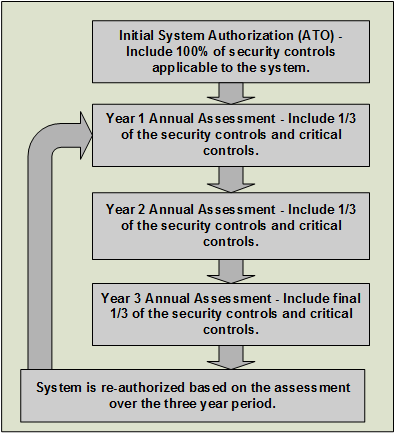 Initial System Authorization (ATO) -
Include 100% of security controls
applicable to the system.
Year 1 Annual Assessment - Include 1/3
of the security controls and critical
controls.
Year 2 Annual Assessment - Include 1/3
of the security controls and critical
controls.
Year 3 Annual Assessment - Include final
1/3 of the security controls and critical
controls.
System is re-authorized based on the assessment
over the three year period.